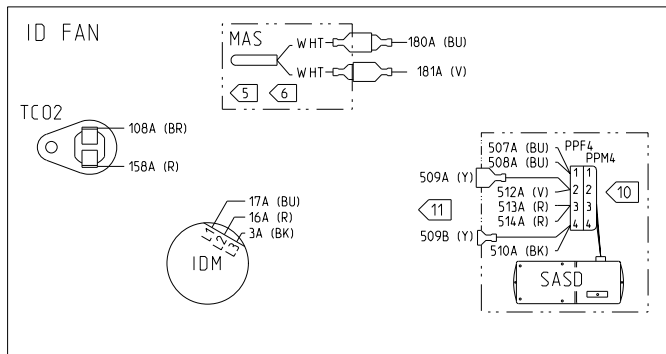 ID FAN
MAS
WHT
180A (BU)
WHT
181A (V)
5
6
TCO2
108A (BR)
158A (R)
17A (BU)
16A (R)
3A (BK)
L1
L2
L3
IDM
507A (BU)
PPF4
508A (BU)
PPM4
509A (Y)
1 1
512A (V)
2 2
10
513A (R)
3 3
11
514A (R)
4 4
509B (Y)
510A (BK)
SASD